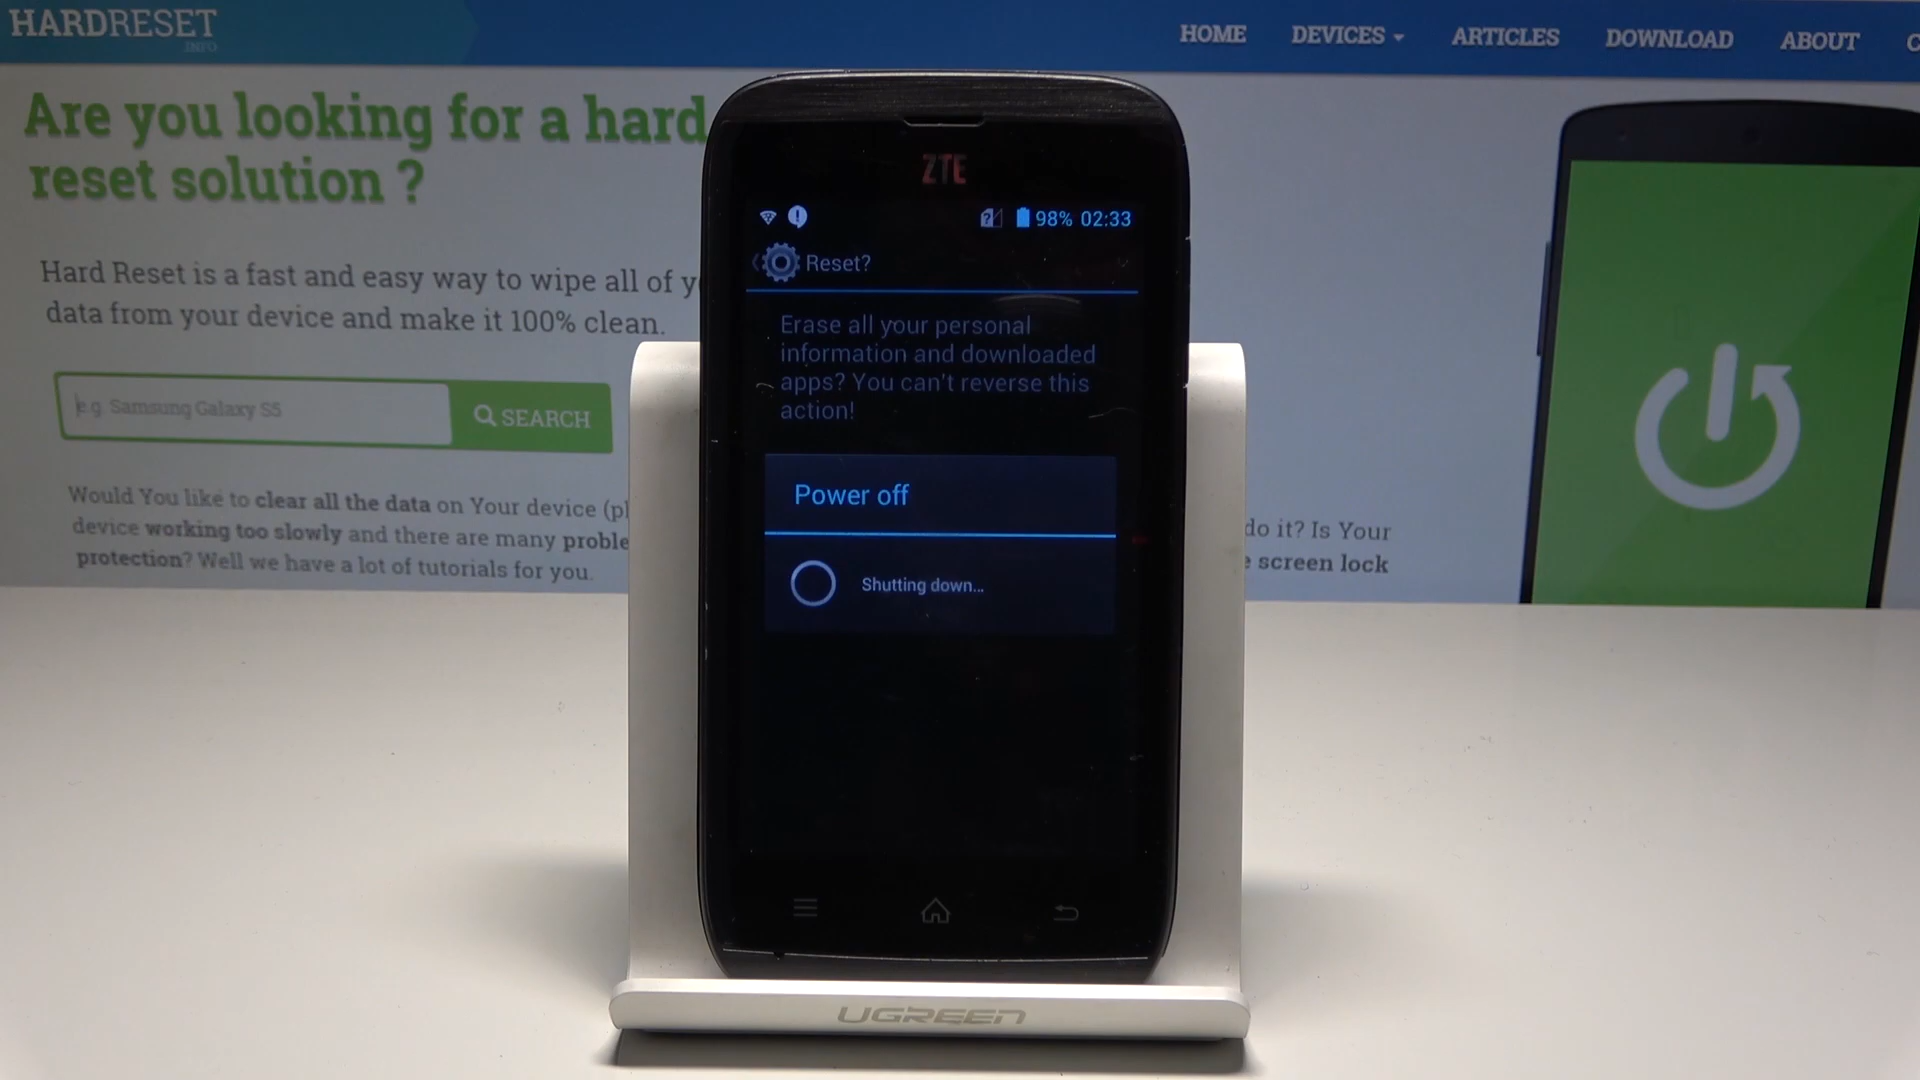 HARDRESET
INFO
HOME DEVICES ARTICLES DOWNLOAD ABOUT
Are you looking for a hard
reset solution ?
Hard Reset is a fast and easy way to wipe all of
data from your device and make it 100% clean.
e.g. Samsung Galaxy S5
SEARCH
Would You like to clear all the data on Your device
device working too slowly and there are many
protection? Well we have a lot of tutorials for you.
do it? Is Your
screen lock
ZTE
98% 02:33
Reset?
Erase all your personal
information and downloaded
apps? You can't reverse this
action!
Power off
Shutting down...
UGREEN